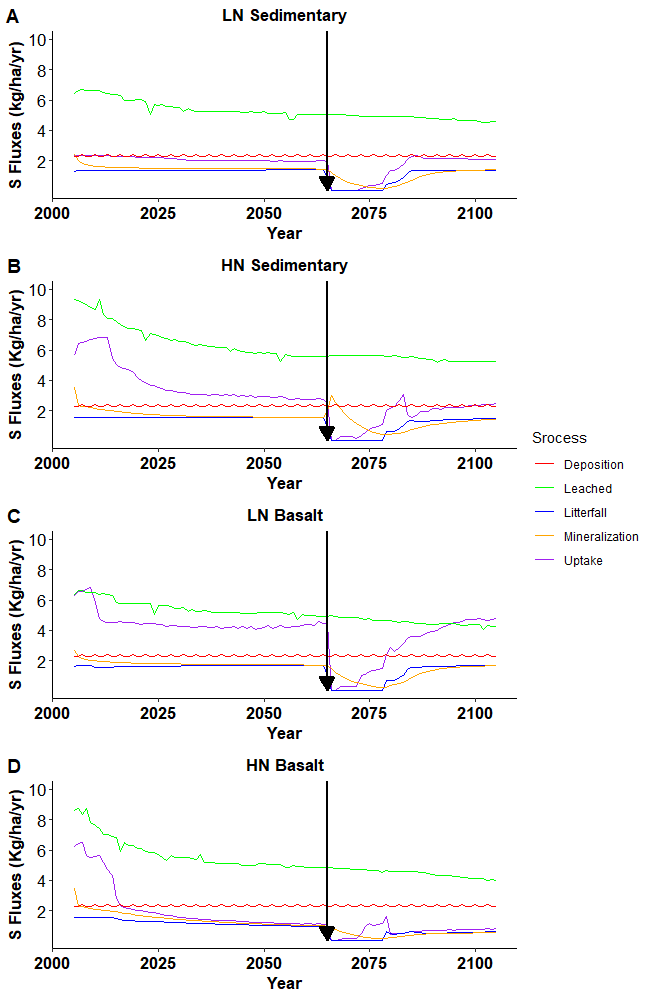 A
LN Sedimentary
S Fluxes (Kg/ha/yr)
10
8
6
4
2
2000
2025
2050
2075
2100
Year
B
HN Sedimentary
S Fluxes (Kg/ha/yr)
10
8
6
4
2
2000
2025
2050
2075
2100
Year
Srocess
Deposition
Leached
Litterfall
Mineralization
Uptake
C
LN Basalt
S Fluxes (Kg/ha/yr)
10
8
6
4
2
2000
2025
2050
2075
2100
Year
D
HN Basalt
S Fluxes (Kg/ha/yr)
10
8
6
4
2
2000
2025
2050
2075
2100
Year